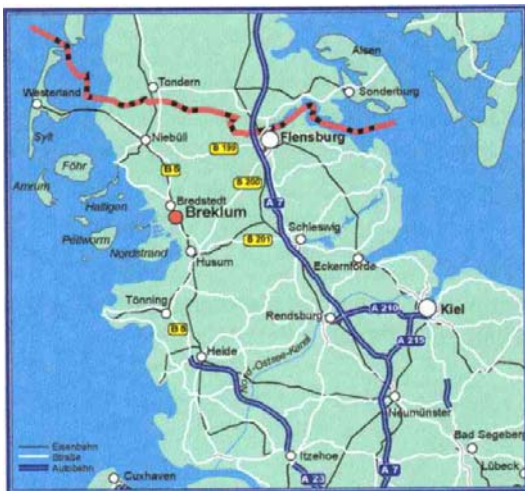 Alsen
Tondern
Sonderburg
Westerland
Sylt
Niebüll
Flensburg
B 199
Föhr
B 5
B 200
A 7
Amrum
Halligen
Bredstedt
Breklum
Pellworm
Nordstrand
Schleswig
B 201
Husum
Eckernförde
Tönning
Rendsburg
A 210
Kiel
B 5
A 215
Heide
Nord-Ostsee-Kanal
Neumünster
Eisenbahn
Straße
Autobahn
Itzehoe
Bad Segeberg
Cuxhaven
A 23
A 7
Lübeck